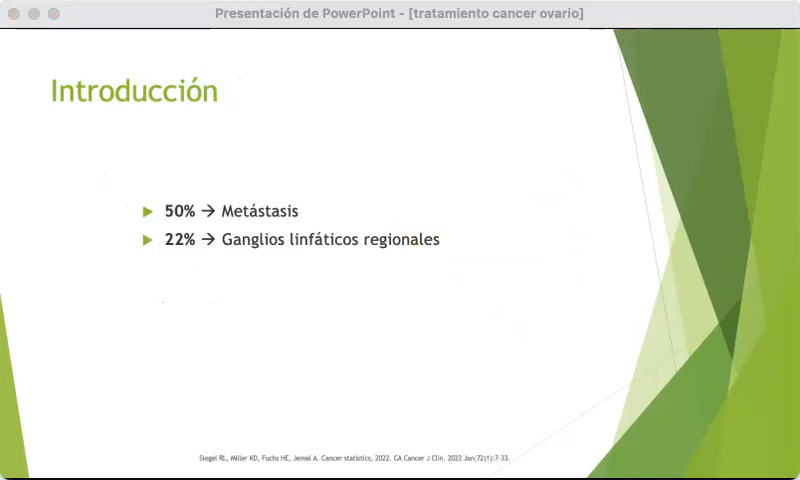 Presentación de PowerPoint - [tratamiento cancer ovario]
Introducción
50% → Metástasis
22% → Ganglios linfáticos regionales
Siegel RL, Miller KD, Fuchs HE, Jemal A. Cancer statistics, 2022. CA Cancer J Clin. 2022 Jan;72(1):7-33.